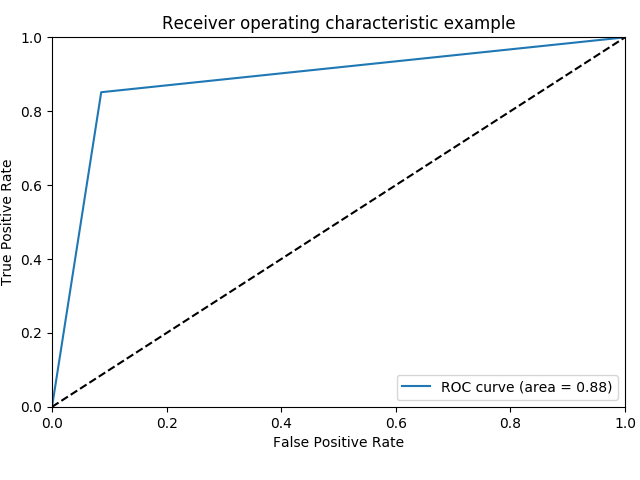 Receiver operating characteristic example
1.0
0.8
0.6
0.4
0.2
0.0
True Positive Rate
ROC curve (area = 0.88)
0.0 0.2 0.4 0.6 0.8 1.0
False Positive Rate